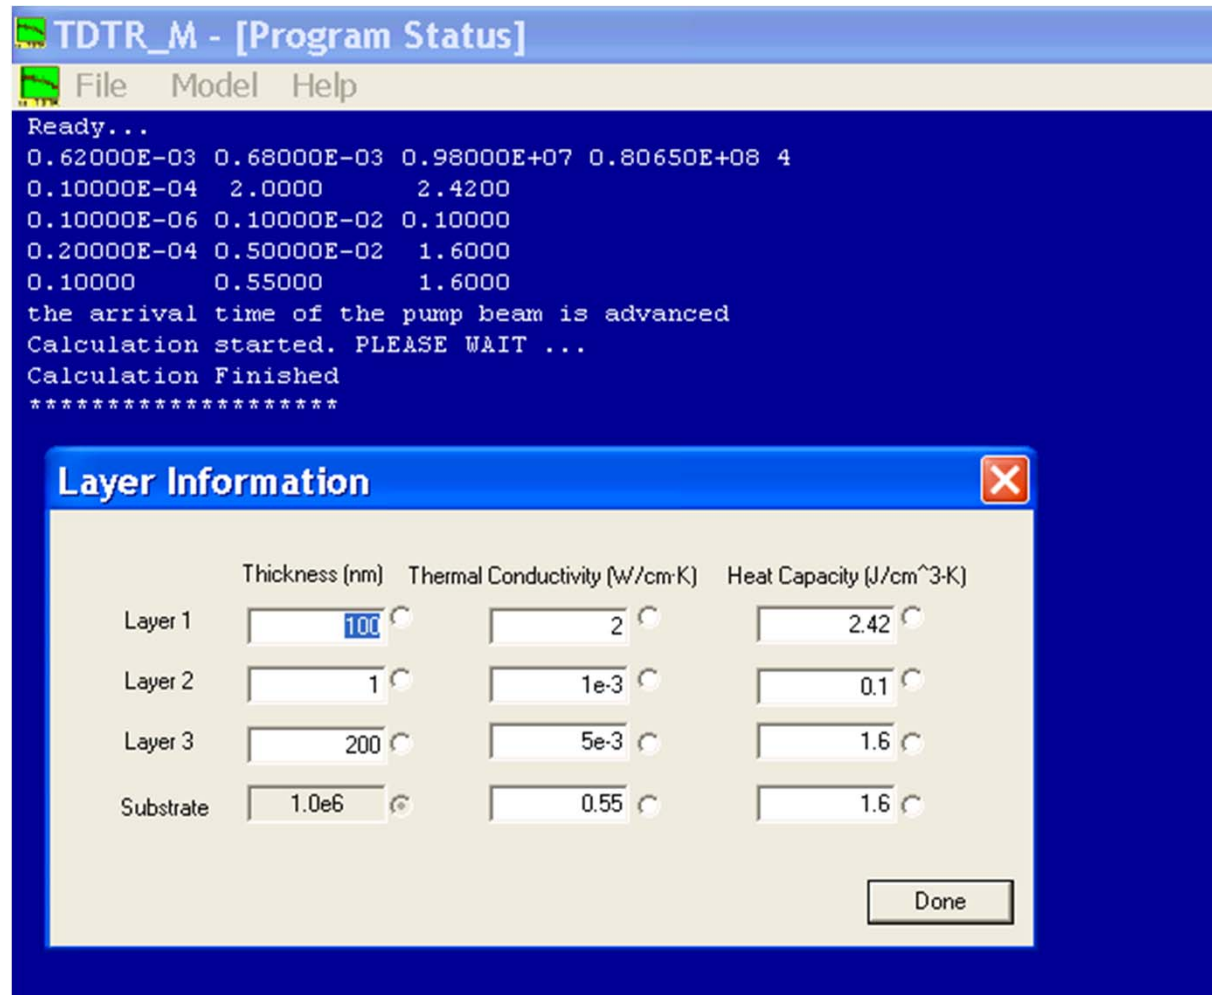 TDTR_M - [Program Status]
File Model Help
Ready...
0.62000E-03 0.68000E-03 0.98000E+07 0.80650E+08 4
0.10000E-04 2.0000 2.4200
0.10000E-06 0.10000E-02 0.10000
0.20000E-04 0.50000E-02 1.6000
0.10000 0.55000 1.6000
the arrival time of the pump beam is advanced
Calculation started. PLEASE WAIT ...
Calculation Finished
********************
Layer Information
Thickness (nm) Thermal Conductivity (W/cm·K) Heat Capacity (J/cm^3-K)
Layer 1 100 2 2.42
Layer 2 1 1e-3 0.1
Layer 3 200 5e-3 1.6
Substrate 1.0e6 0.55 1.6
Done